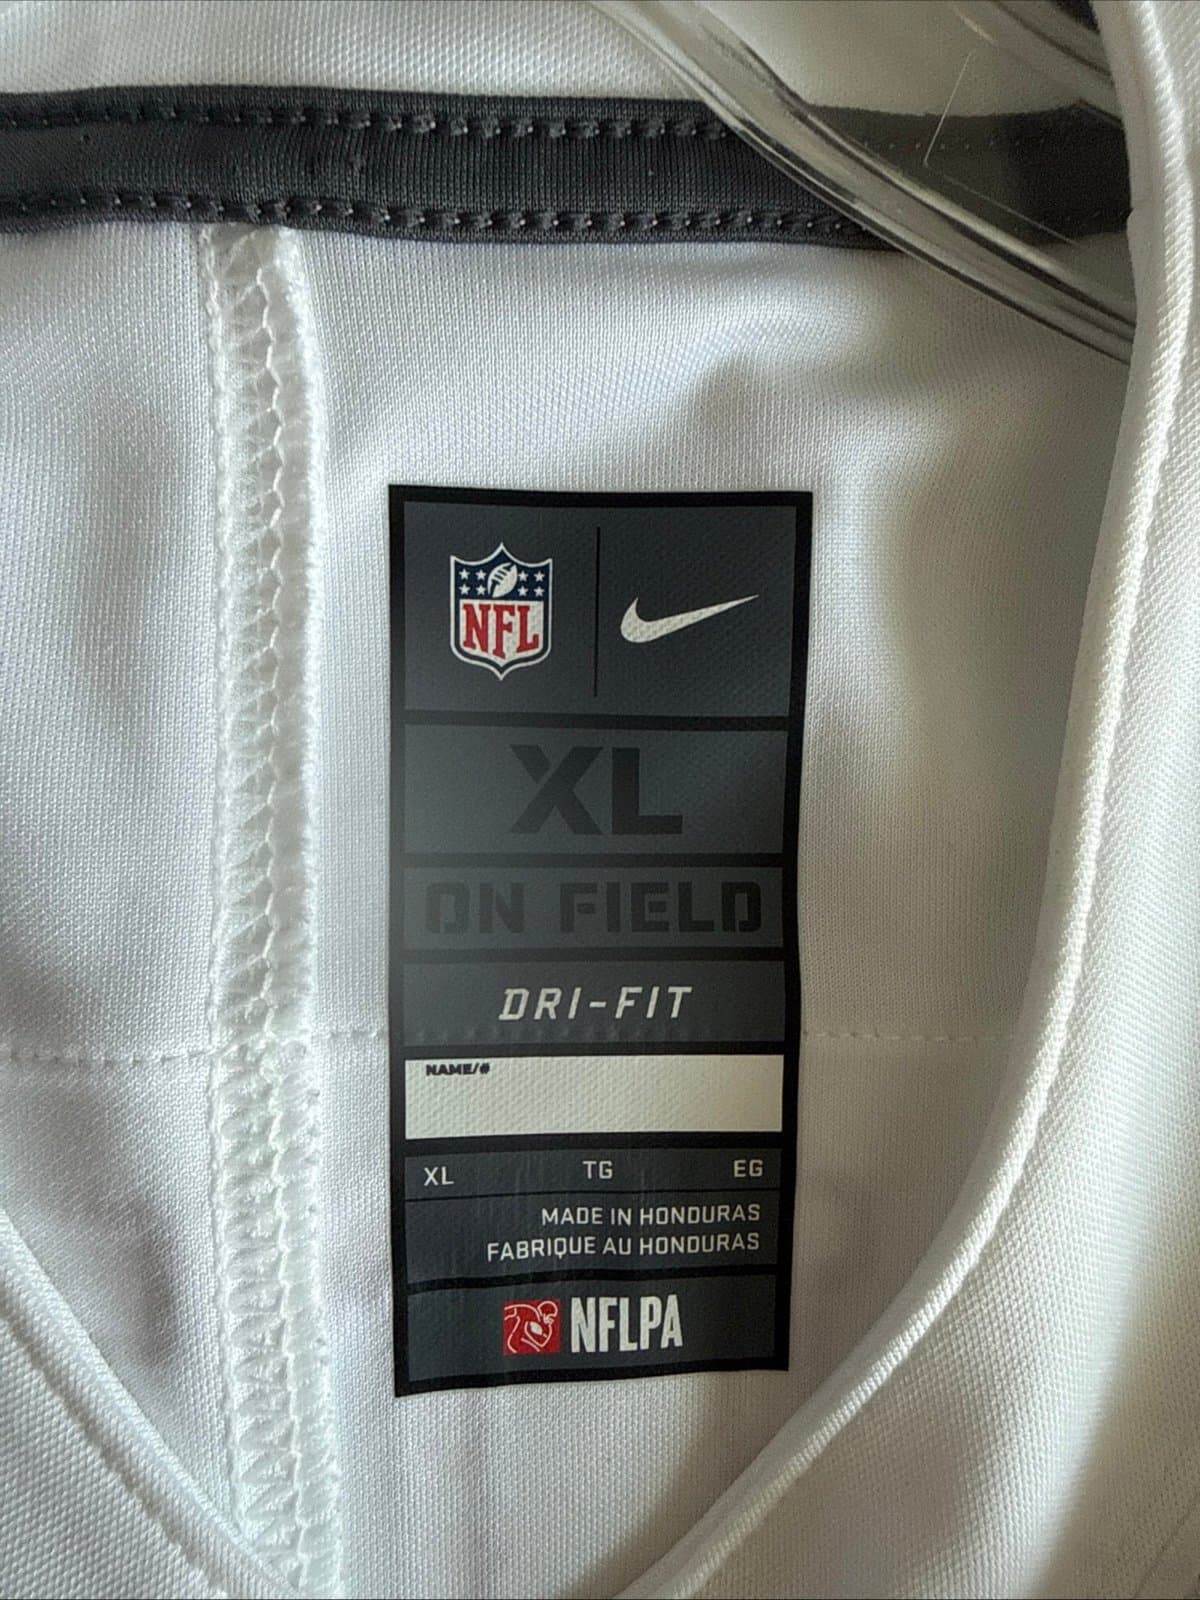 NFL
XL
ON FIELD
DRI-FIT
NAME/#
XL TG EG
MADE IN HONDURAS
FABRIQUE AU HONDURAS
NFLPA